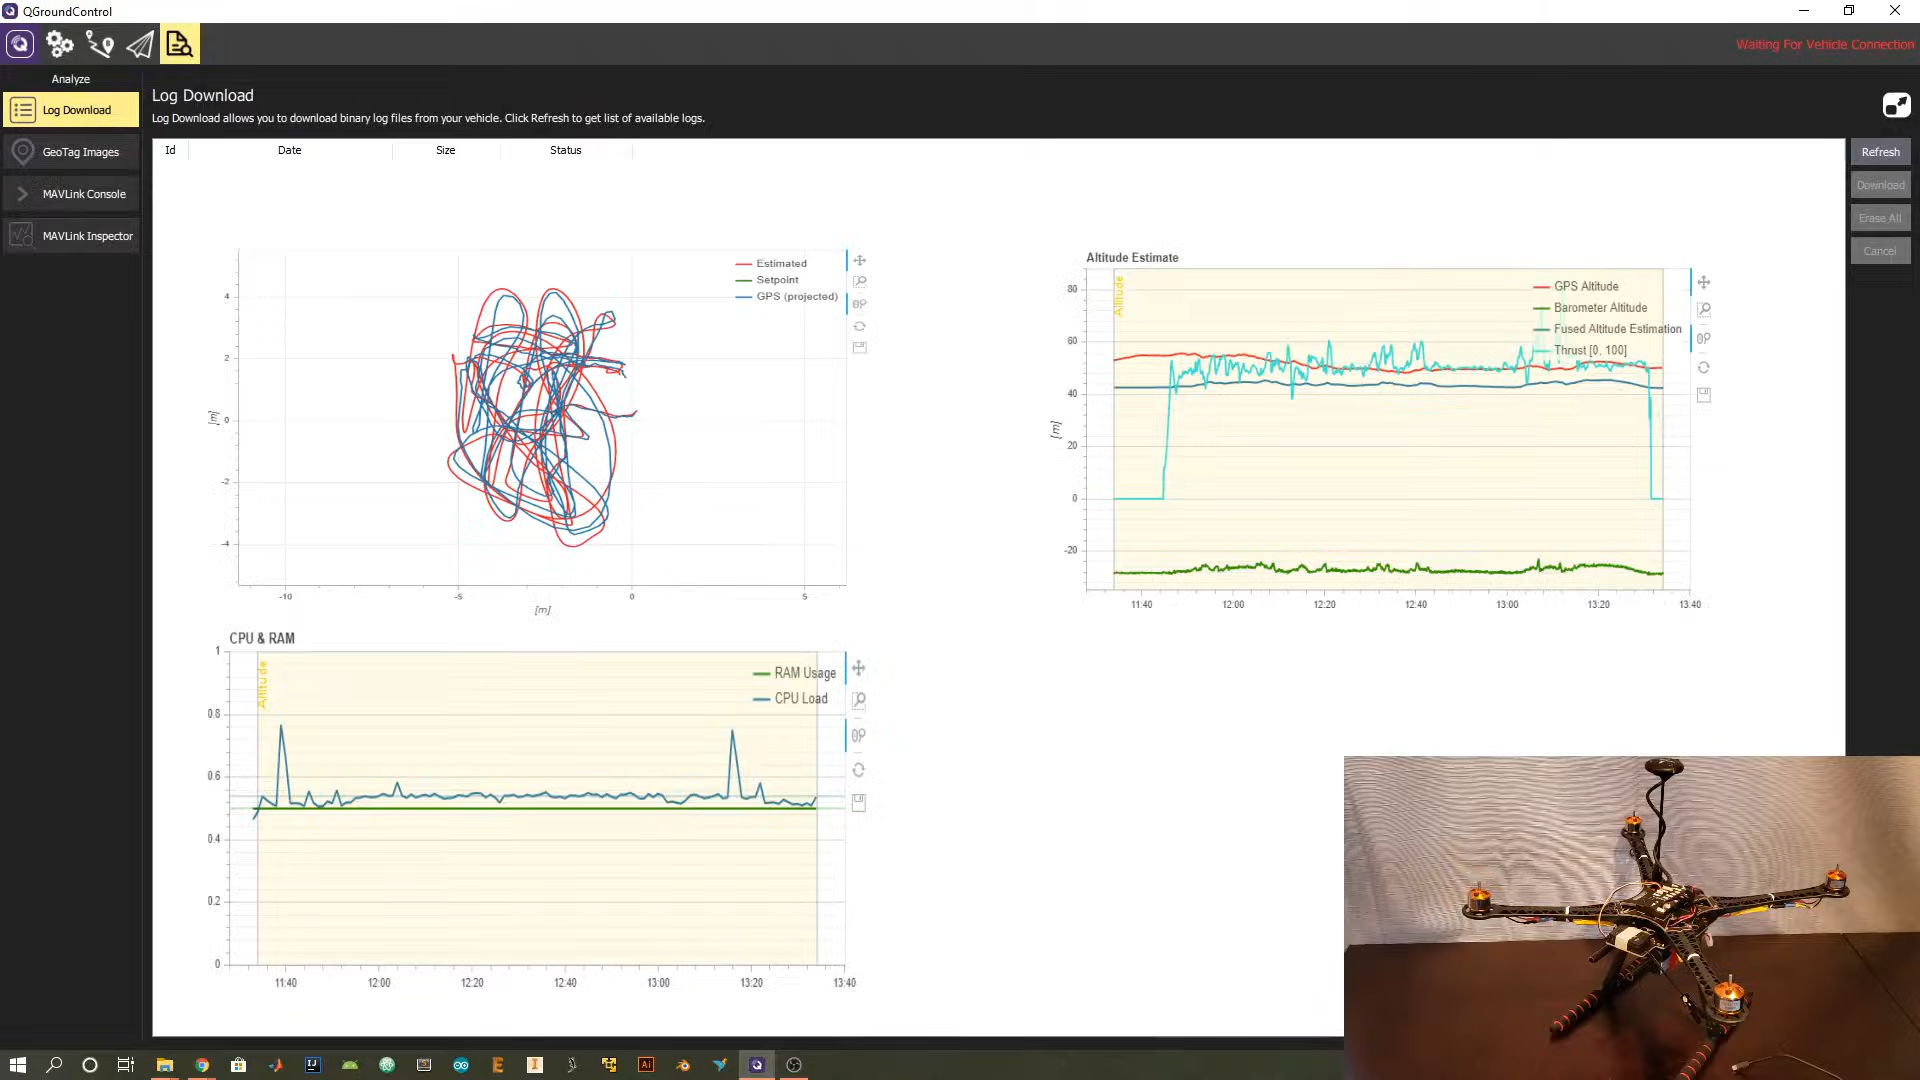 QGroundControl
Waiting For Vehicle Connection
Analyze
Log Download
GeoTag Images
MAVLink Console
MAVLink Inspector
Log Download
Log Download allows you to download binary log files from your vehicle. Click Refresh to get list of available logs.
Id Date Size Status
Refresh
Download
Erase All
Cancel
Estimated
Setpoint
GPS (projected)
4
2
0
-2
-4
[m]
-10 -5 0 5
[m]
Altitude Estimate
Altitude
GPS Altitude
Barometer Altitude
Fused Altitude Estimation
Thrust [0, 100]
80
60
40
20
0
-20
[m]
11:40 12:00 12:20 12:40 13:00 13:20 13:40
CPU & RAM
Altitude
RAM Usage
CPU Load
1
0.8
0.6
0.4
0.2
0
11:40 12:00 12:20 12:40 13:00 13:20 13:40